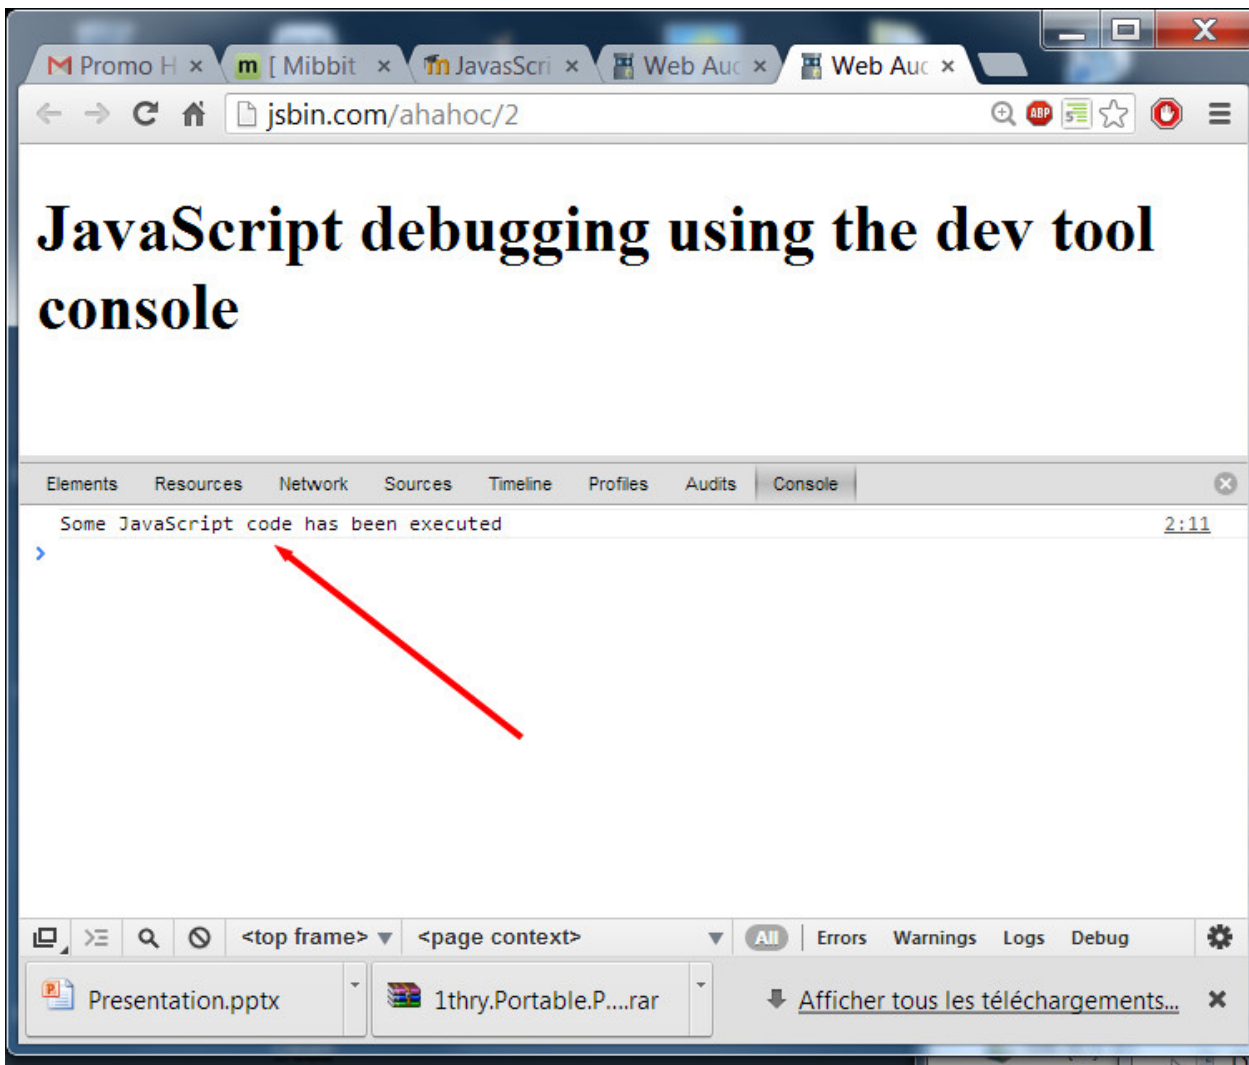 Promo H
m [ Mibbit
JavasScri
Web Auc
Web Auc
jsbin.com/ahahoc/2
ABP
JavaScript debugging using the dev tool
console
Elements Resources Network Sources Timeline Profiles Audits Console
Some JavaScript code has been executed 2:11
<top frame> <page context> All Errors Warnings Logs Debug
Presentation.pptx 1thry.Portable.P....rar Afficher tous les téléchargements...